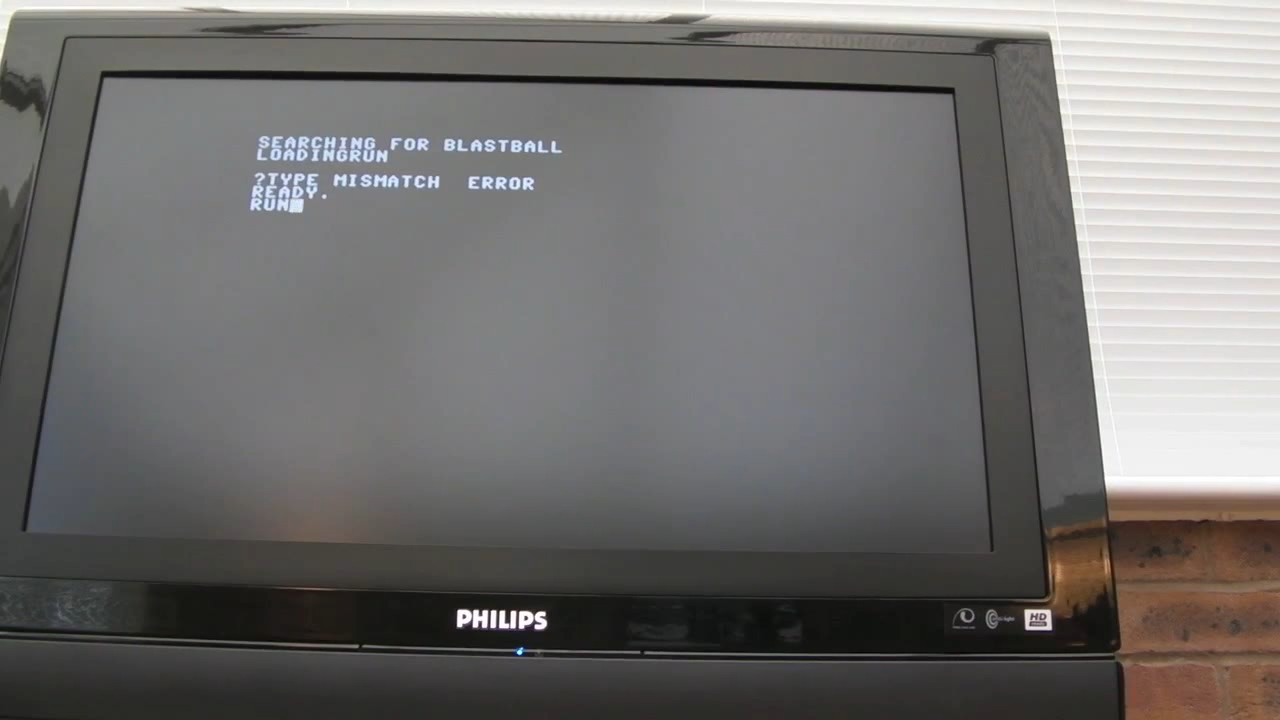 SEARCHING FOR BLASTBALL
LOADINGRUN
?TYPE MISMATCH  ERROR
READY.
RUN
PHILIPS
HD